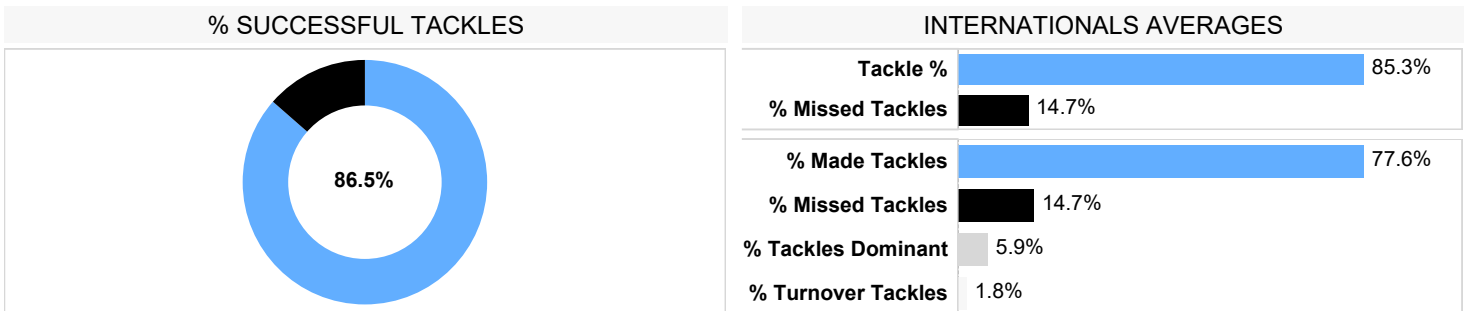 % SUCCESSFUL TACKLES
86.5%
INTERNATIONALS AVERAGES
Tackle % 85.3%
% Missed Tackles 14.7%
% Made Tackles 77.6%
% Missed Tackles 14.7%
% Tackles Dominant 5.9%
% Turnover Tackles 1.8%